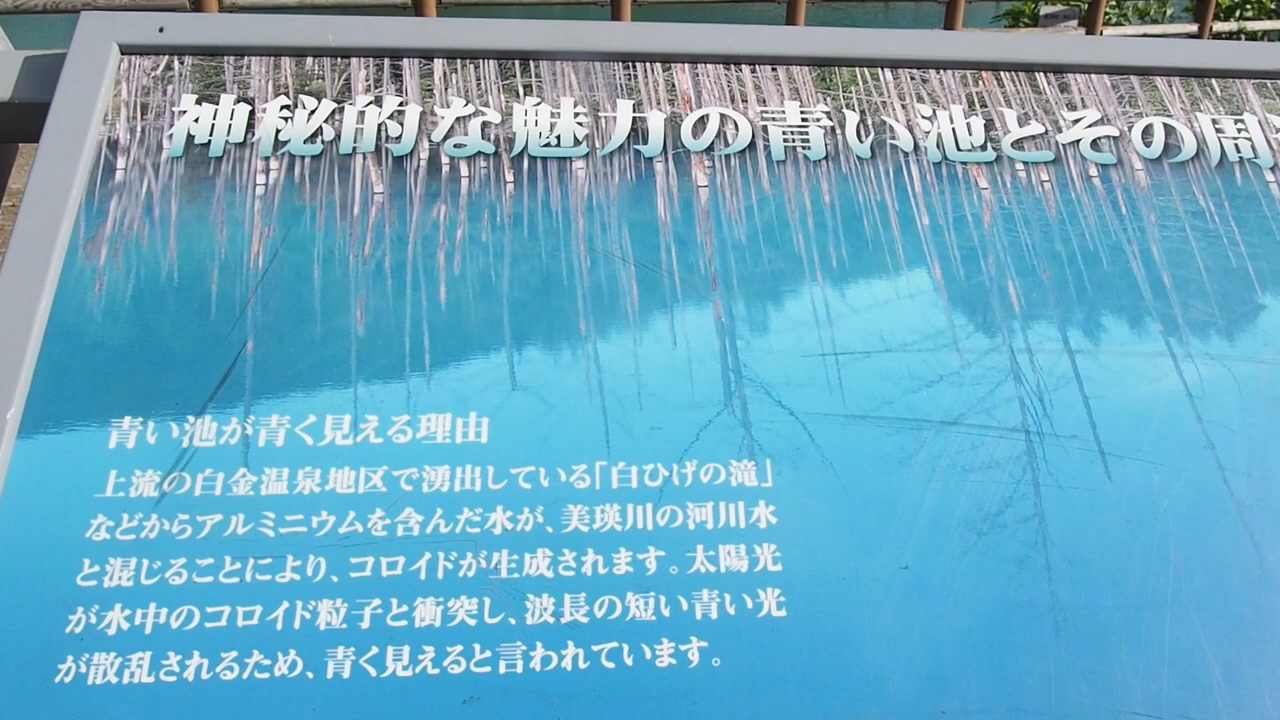 神秘的な魅力の青い池とその周
青い池が青く見える理由
上流の白金温泉地区で湧出している「白ひげの滝」
などからアルミニウムを含んだ水が、美瑛川の河川水
と混じることにより、コロイドが生成されます。太陽光
が水中のコロイド粒子と衝突し、波長の短い青い光
が散乱されるため、青く見えると言われています。